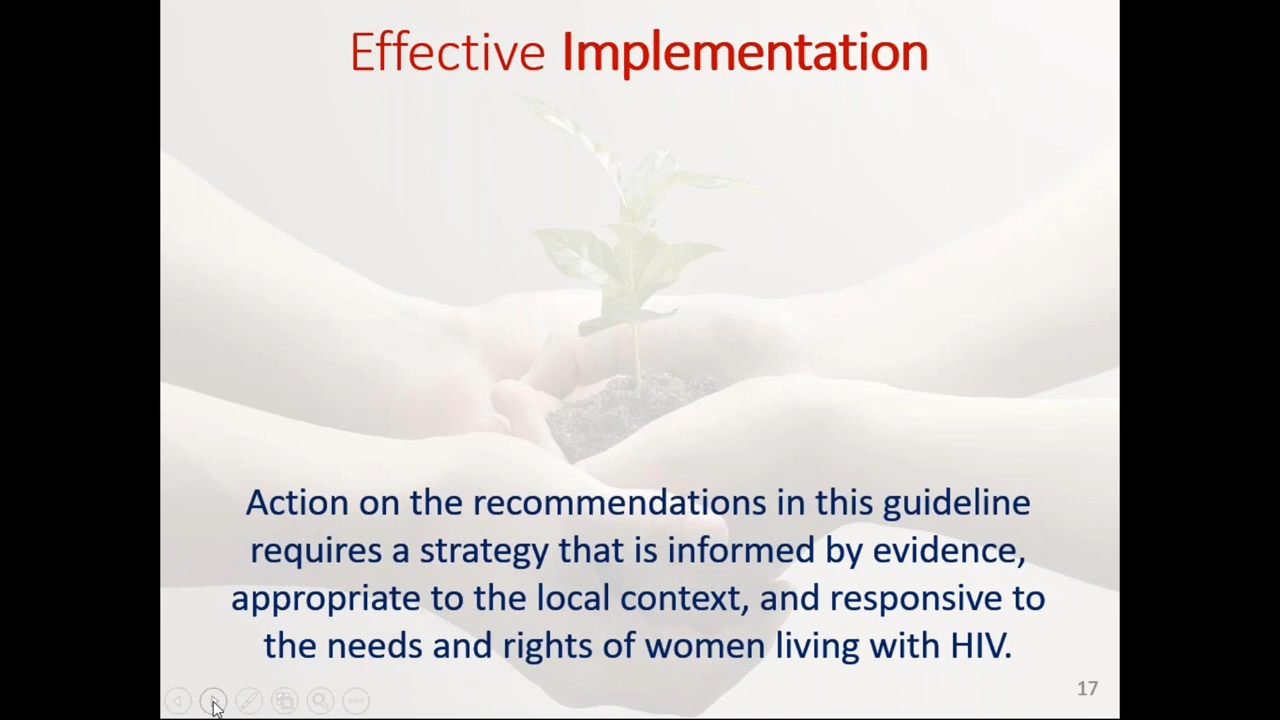 Effective Implementation
Action on the recommendations in this guideline
requires a strategy that is informed by evidence,
appropriate to the local context, and responsive to
the needs and rights of women living with HIV.
17